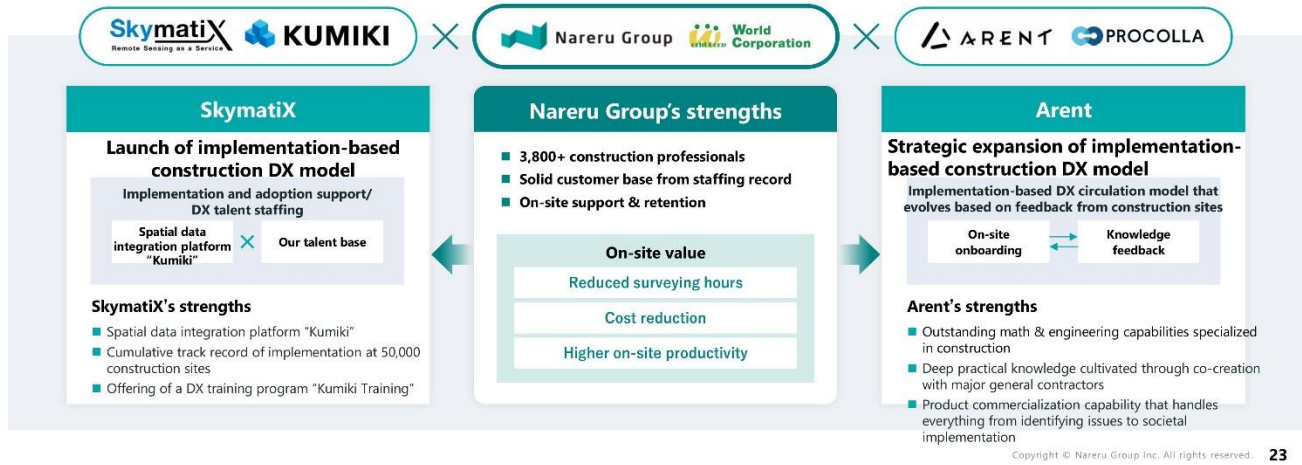 SkymatiX
Remote Sensing as a Service
KUMIKI
×
Nareru Group
World
Corporation
×
ARENT
PROCOLLA
SkymatiX
Launch of implementation-based
construction DX model
Implementation and adoption support/
DX talent staffing
Spatial data
integration platform
“Kumiki”
×
Our talent base
SkymatiX’s strengths
■ Spatial data integration platform “Kumiki”
■ Cumulative track record of implementation at 50,000
construction sites
■ Offering of a DX training program “Kumiki Training”
Nareru Group’s strengths
■ 3,800+ construction professionals
■ Solid customer base from staffing record
■ On-site support & retention
On-site value
Reduced surveying hours
Cost reduction
Higher on-site productivity
Arent
Strategic expansion of implementation-
based construction DX model
Implementation-based DX circulation model that
evolves based on feedback from construction sites
On-site
onboarding
Knowledge
feedback
Arent’s strengths
■ Outstanding math & engineering capabilities specialized
in construction
■ Deep practical knowledge cultivated through co-creation
with major general contractors
■ Product commercialization capability that handles
everything from identifying issues to societal
implementation
Copyright © Nareru Group Inc. All rights reserved. 23